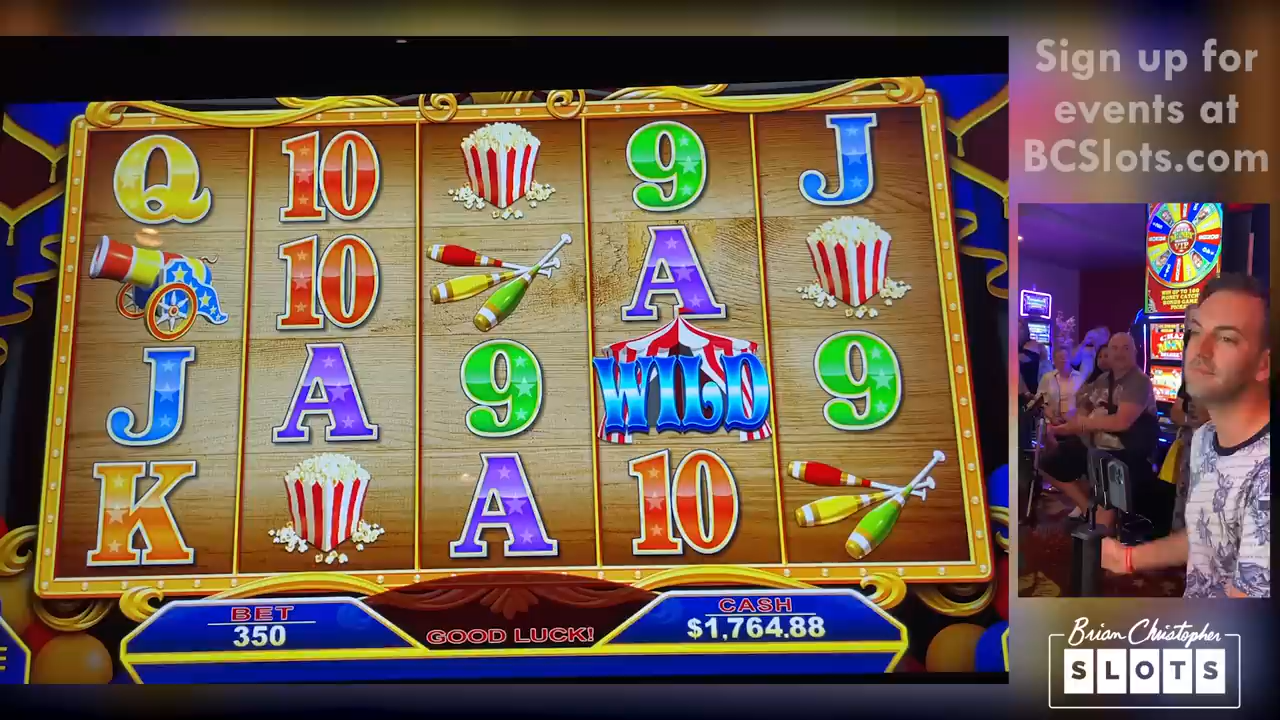 Sign up for
events at
BCSlots.com
Q 10 9 J
10 A
J A 9 WILD 9
K A 10
BET
350
GOOD LUCK!
CASH
$1,764.88
VIP
Brian Christopher
SLOTS